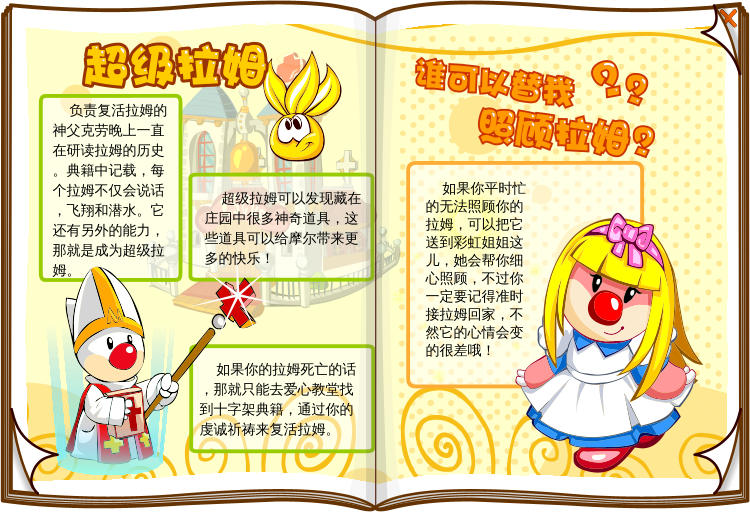 超级拉姆
负责复活拉姆的
神父克劳晚上一直
在研读拉姆的历史
。典籍中记载，每
个拉姆不仅会说话
，飞翔和潜水。它
还有另外的能力，
那就是成为超级拉
姆。
超级拉姆可以发现藏在
庄园中很多神奇道具，这
些道具可以给摩尔带来更
多的快乐！
如果你的拉姆死亡的话
，那就只能去爱心教堂找
到十字架典籍，通过你的
虔诚祈祷来复活拉姆。
谁可以替我??
照顾拉姆?
如果你平时忙
的无法照顾你的
拉姆，可以把它
送到彩虹姐姐这
儿，她会帮你细
心照顾，不过你
一定要记得准时
接拉姆回家，不
然它的心情会变
的很差哦！